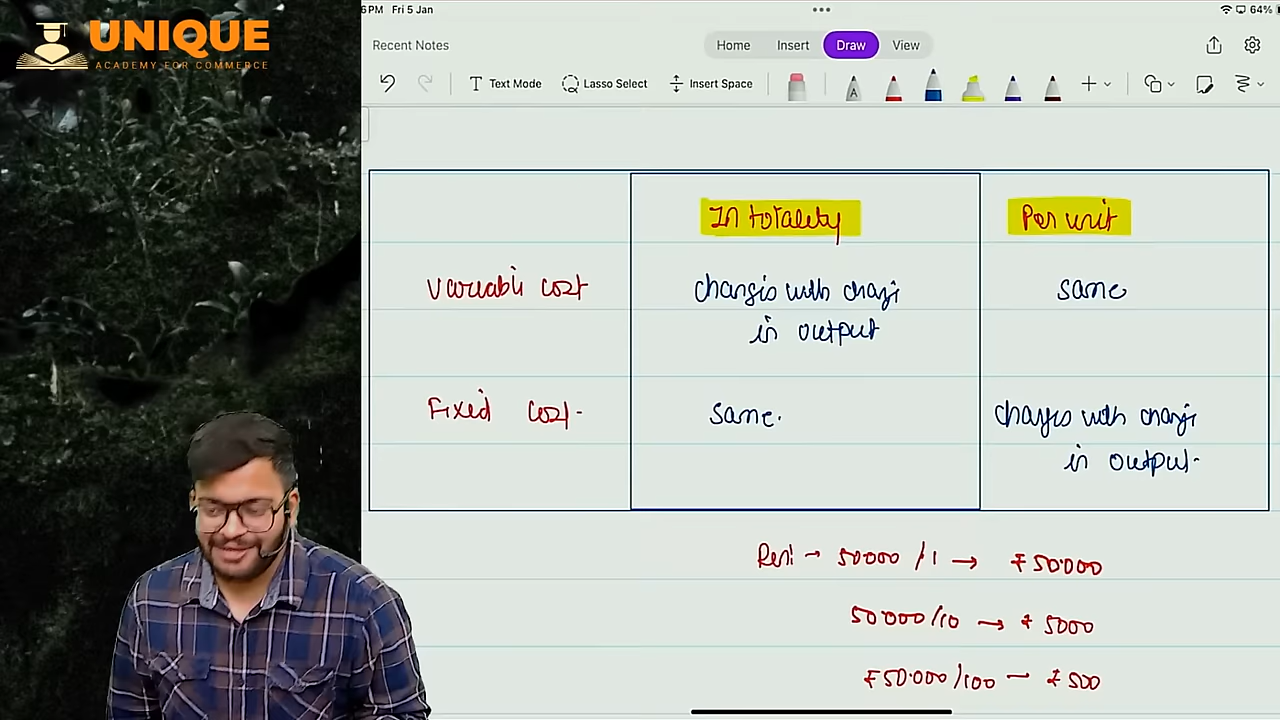 UNIQUE
ACADEMY FOR COMMERCE
6PM Fri 5 Jan
64%
Recent Notes
Home Insert Draw View
Text Mode Lasso Select Insert Space
A
In totality Per unit
Variable cost changes with change in output same
Fixed cost. same. changes with change in output.
Rent → 50000 / 1 → ₹50000
50000/10 → ₹ 5000
₹50000/100 — ₹500